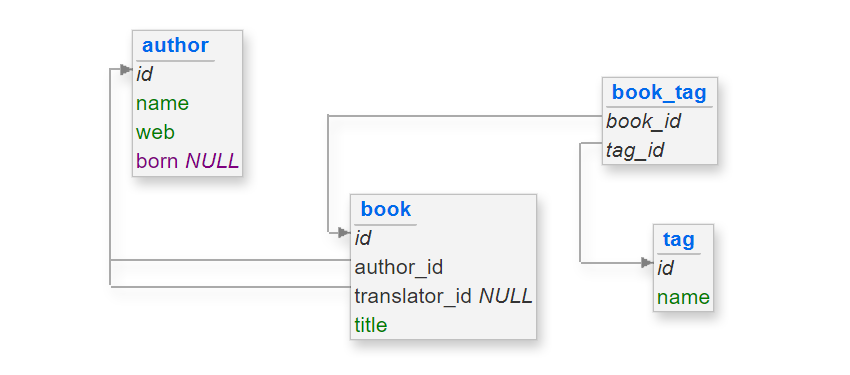 author
id
name
web
born NULL
book_tag
book_id
tag_id
book
id
author_id
translator_id NULL
title
tag
id
name